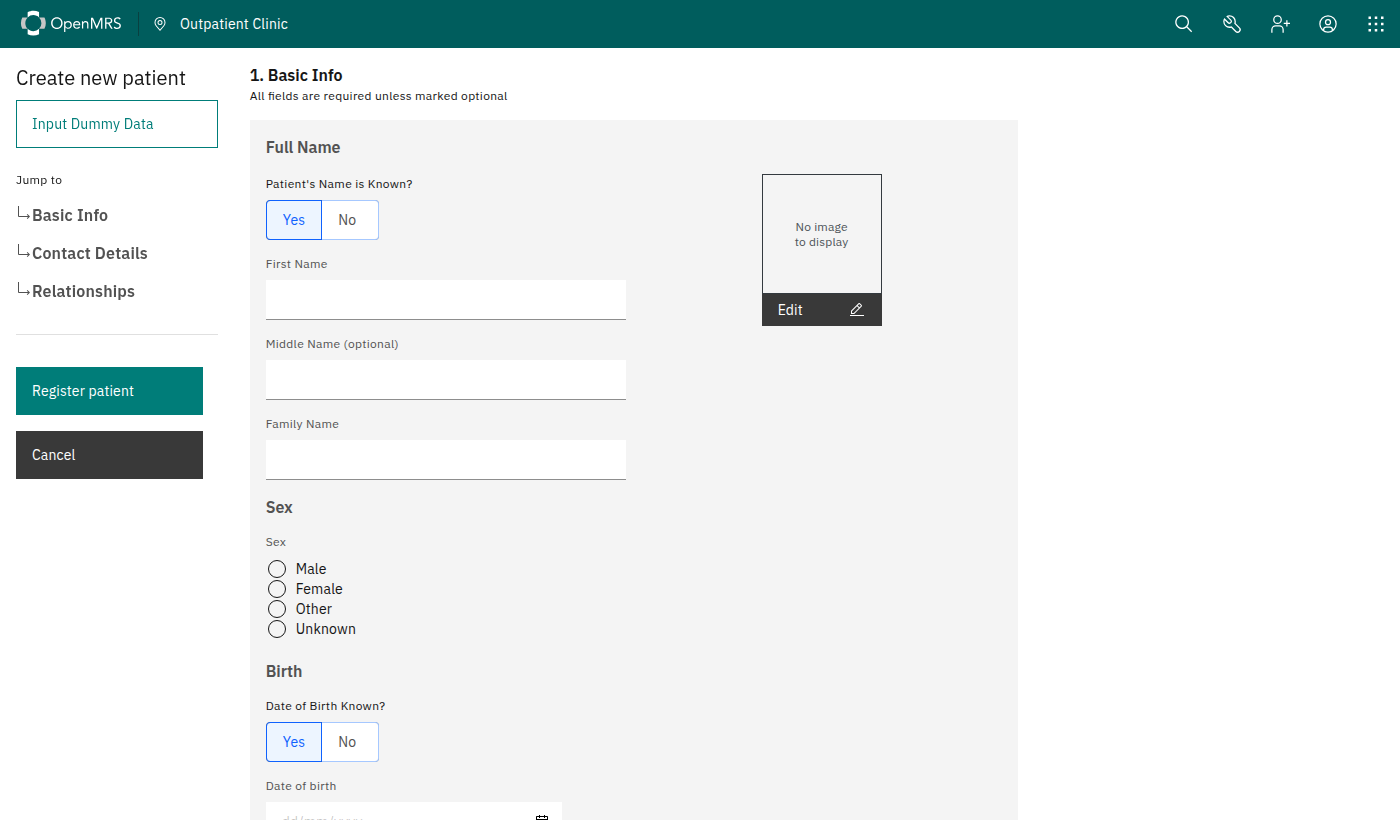 OpenMRS
Outpatient Clinic
Create new patient
Input Dummy Data
Jump to
Basic Info
Contact Details
Relationships
Register patient
Cancel
1. Basic Info
All fields are required unless marked optional
Full Name
Patient's Name is Known?
Yes No
First Name
Middle Name (optional)
Family Name
No image
to display
Edit
Sex
Sex
Male
Female
Other
Unknown
Birth
Date of Birth Known?
Yes No
Date of birth